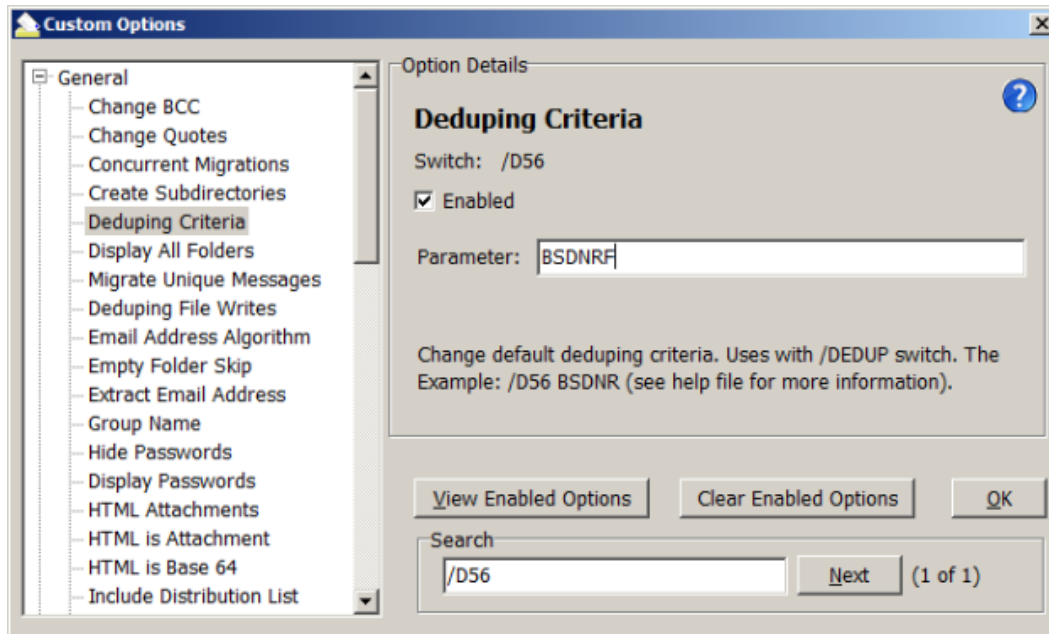 Custom Options
General
Change BCC
Change Quotes
Concurrent Migrations
Create Subdirectories
Deduping Criteria
Display All Folders
Migrate Unique Messages
Deduping File Writes
Email Address Algorithm
Empty Folder Skip
Extract Email Address
Group Name
Hide Passwords
Display Passwords
HTML Attachments
HTML is Attachment
HTML is Base 64
Include Distribution List
Option Details
Deduping Criteria
Switch: /D56
Enabled
Parameter: BSDNRF
Change default deduping criteria. Uses with /DEDUP switch. The
Example: /D56 BSDNR (see help file for more information).
View Enabled Options Clear Enabled Options OK
Search
/D56 Next (1 of 1)